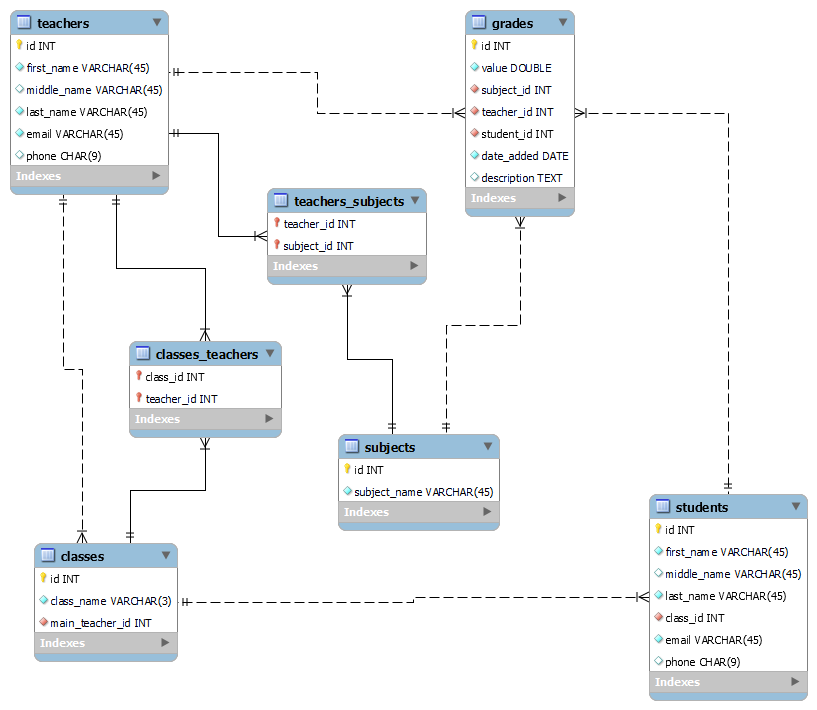 teachers
id INT
first_name VARCHAR(45)
middle_name VARCHAR(45)
last_name VARCHAR(45)
email VARCHAR(45)
phone CHAR(9)
Indexes
grades
id INT
value DOUBLE
subject_id INT
teacher_id INT
student_id INT
date_added DATE
description TEXT
Indexes
teachers_subjects
teacher_id INT
subject_id INT
Indexes
classes_teachers
class_id INT
teacher_id INT
Indexes
subjects
id INT
subject_name VARCHAR(45)
Indexes
classes
id INT
class_name VARCHAR(3)
main_teacher_id INT
Indexes
students
id INT
first_name VARCHAR(45)
middle_name VARCHAR(45)
last_name VARCHAR(45)
class_id INT
email VARCHAR(45)
phone CHAR(9)
Indexes